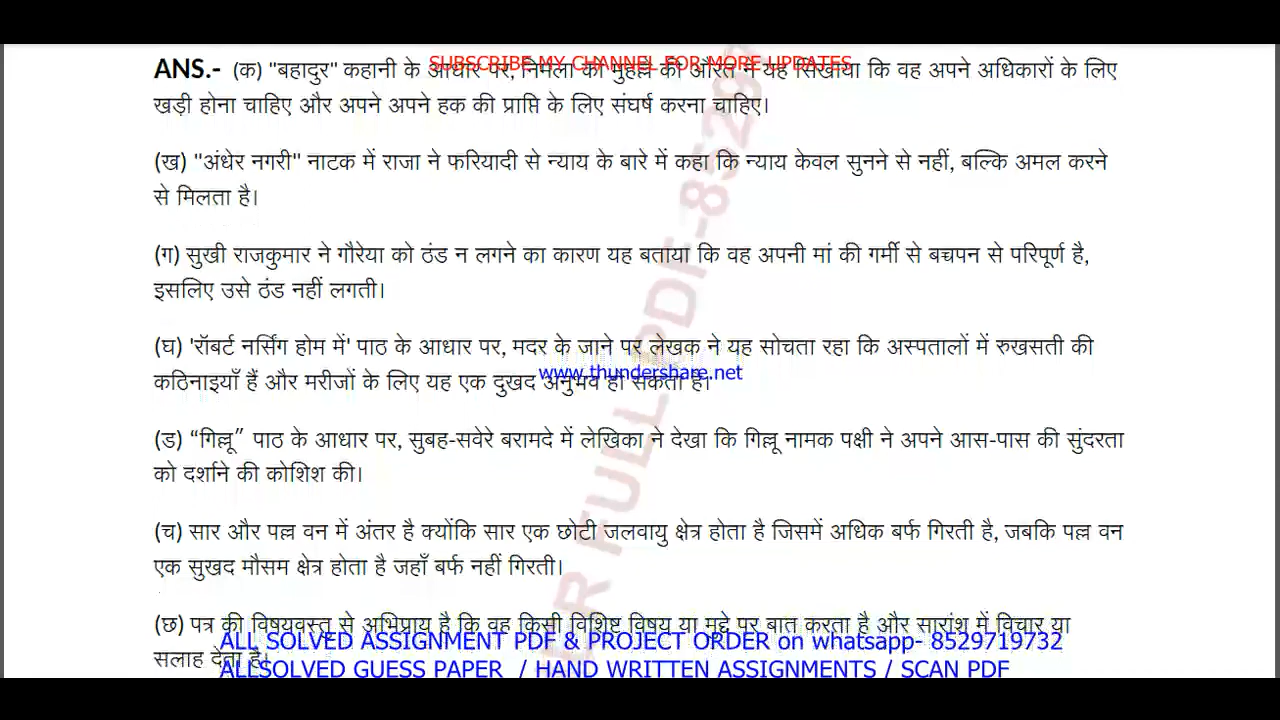 SUBSCRIBE MY CHANNEL FOR MORE UPDATES
ANS.- (क) "बहादुर" कहानी के आधार पर, निर्मला को मुहल्ले की औरतों ने यह सिखाया कि वह अपने अधिकारों के लिए
खड़ी होना चाहिए और अपने अपने हक की प्राप्ति के लिए संघर्ष करना चाहिए।
(ख) "अंधेर नगरी" नाटक में राजा ने फरियादी से न्याय के बारे में कहा कि न्याय केवल सुनने से नहीं, बल्कि अमल करने
से मिलता है।
(ग) सुखी राजकुमार ने गौरेया को ठंड न लगने का कारण यह बताया कि वह अपनी मां की गर्मी से बच्चपन से परिपूर्ण है,
इसलिए उसे ठंड नहीं लगती।
(घ) 'रॉबर्ट नर्सिंग होम में' पाठ के आधार पर, मदर के जाने पर लेखक ने यह सोचता रहा कि अस्पतालों में रुखसती की
www.thundershare.net
कठिनाइयाँ हैं और मरीजों के लिए यह एक दुखद अनुभव हो सकता है।
(ड) “गिल्लू” पाठ के आधार पर, सुबह-सवेरे बरामदे में लेखिका ने देखा कि गिल्लू नामक पक्षी ने अपने आस-पास की सुंदरता
को दर्शाने की कोशिश की।
(च) सार और पल्ल वन में अंतर है क्योंकि सार एक छोटी जलवायु क्षेत्र होता है जिसमें अधिक बर्फ गिरती है, जबकि पल्ल वन
एक सुखद मौसम क्षेत्र होता है जहाँ बर्फ नहीं गिरती।
(छ) पत्र की विषयवस्तु से अभिप्राय है कि वह किसी विशिष्ट विषय या मुद्दे पर बात करता है और सारांश में विचार या
ALL SOLVED ASSIGNMENT PDF & PROJECT ORDER on whatsapp- 8529719732
सलाह देता है।
ALLSOLVED GUESS PAPER / HAND WRITTEN ASSIGNMENTS / SCAN PDF
R FULL PDF-8529